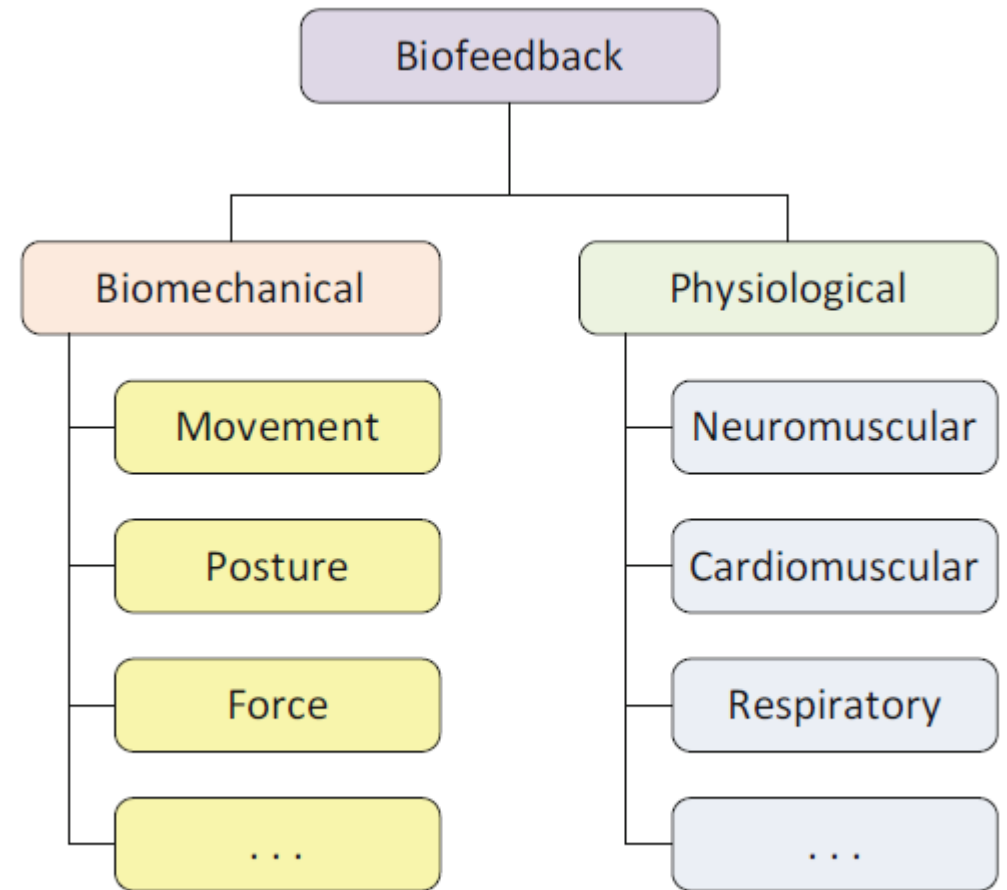 Biofeedback
Biomechanical
Movement
Posture
Force
. . .
Physiological
Neuromuscular
Cardiomuscular
Respiratory
. . .